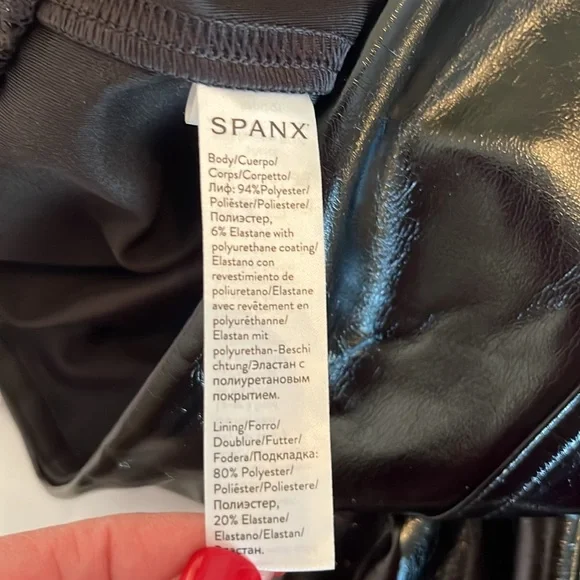 SPANX
Body/Cuerpo/
Corps/Corpetto/
Лиф: 94%Polyester/
Poliéster/Poliestere/
Полиэстер,
6% Elastane with
polyurethane coating/
Elastano con
revestimiento de
poliuretano/Elastane
avec revêtement en
polyuréthanne/
Elastan mit
polyurethan-Beschi
chtung/Эластан с
полиуретановым
покрытием.
Lining/Forro/
Doublure/Futter/
Fodera/Подкладка:
80% Polyester/
Poliéster/Poliestere/
Полиэстер,
20% Elastane/
Elastano/Elastan/